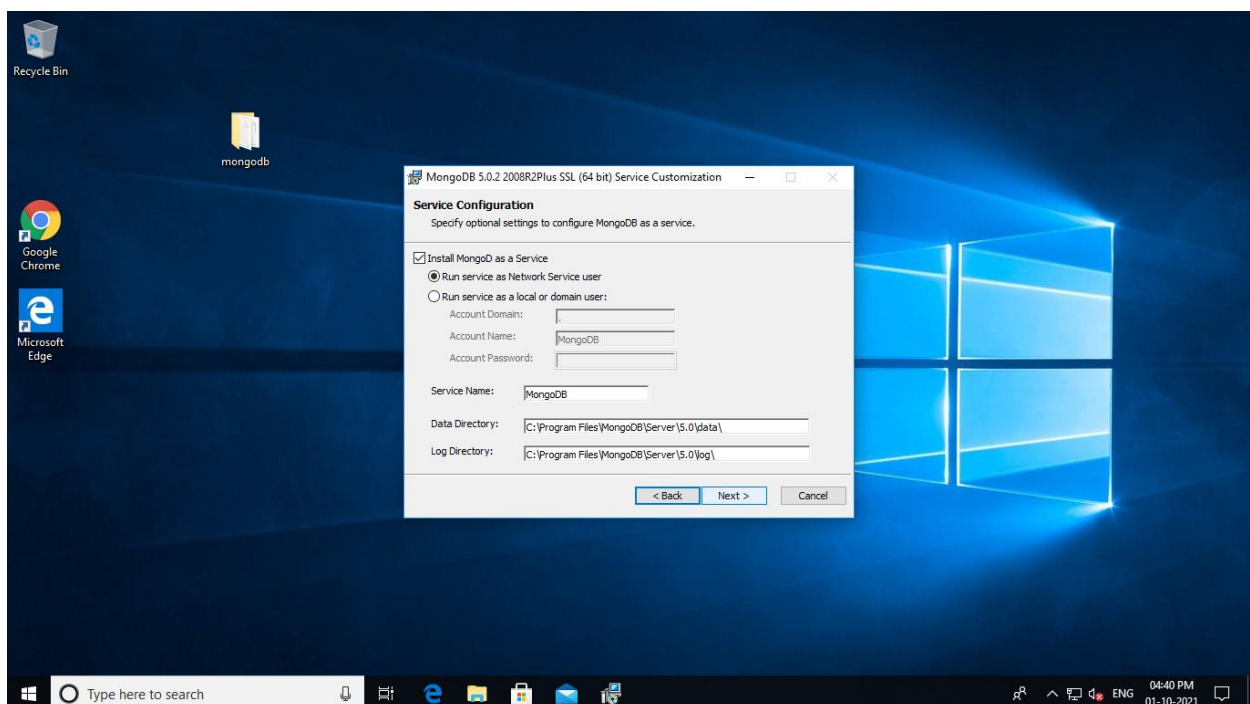 Recycle Bin
mongodb
Google
Chrome
Microsoft
Edge
MongoDB 5.0.2 2008R2Plus SSL (64 bit) Service Customization
Service Configuration
Specify optional settings to configure MongoDB as a service.
Install MongoD as a Service
Run service as Network Service user
Run service as a local or domain user:
Account Domain: .
Account Name: MongoDB
Account Password:
Service Name: MongoDB
Data Directory: C:\Program Files\MongoDB\Server\5.0\data\
Log Directory: C:\Program Files\MongoDB\Server\5.0\log\
< Back Next > Cancel
Type here to search
ENG
04:40 PM
01-10-2021